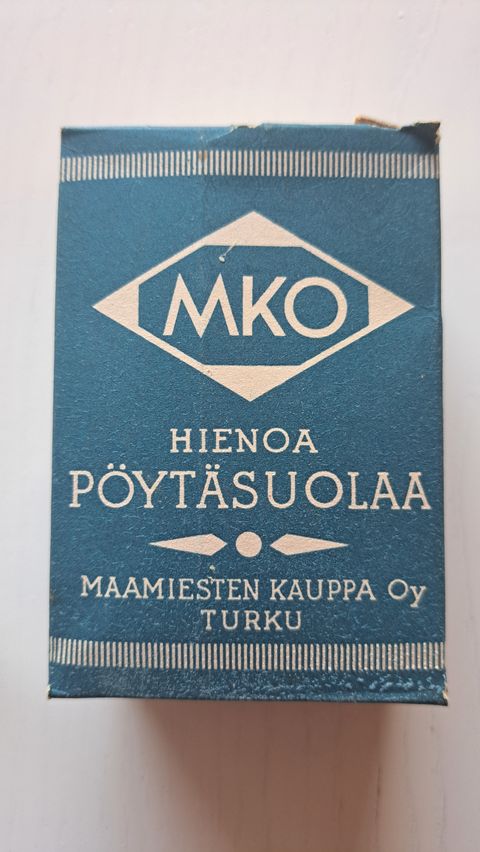 MKO
HIENOA
PÖYTÄSUOLAA
MAAMIESTEN KAUPPA Oy
TURKU